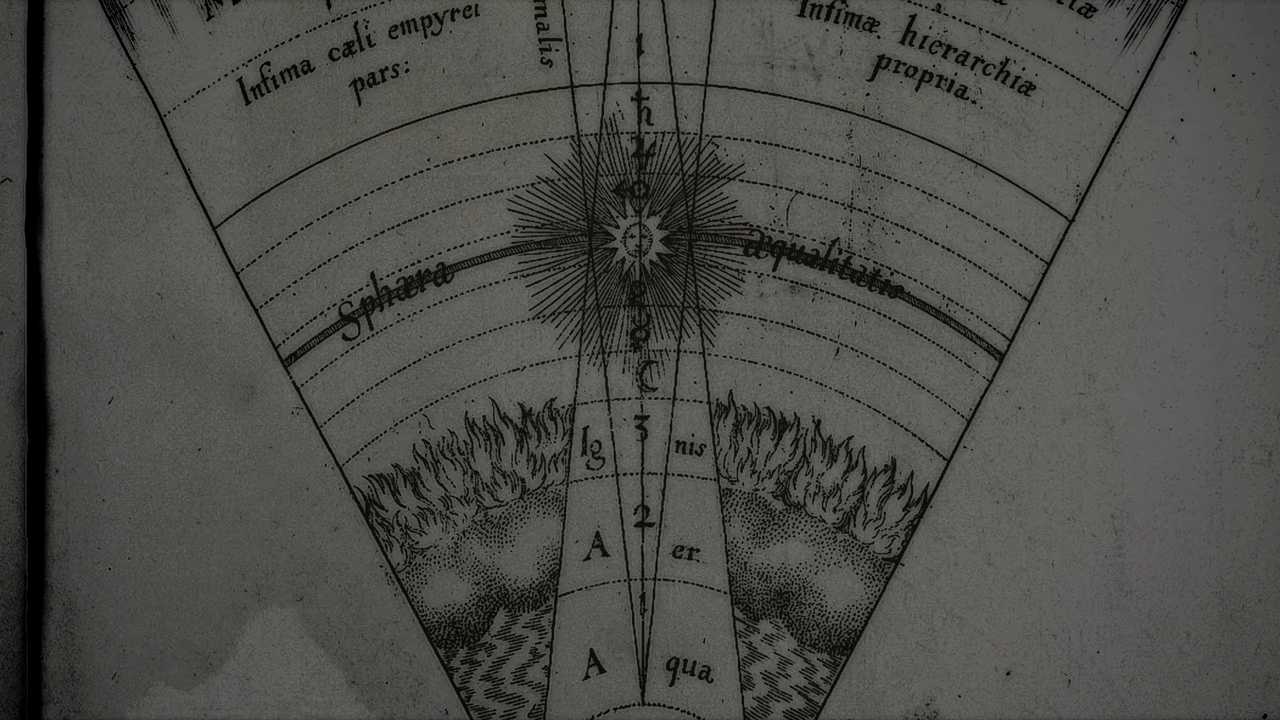 Infima cæli empyrei
pars:
malis
Infimæ hierarchiæ
propria.
1
♄
♃
♂
Sphæra æqualitatis
♀
☿
☾
3
Ig nis
2
A er
1
A qua